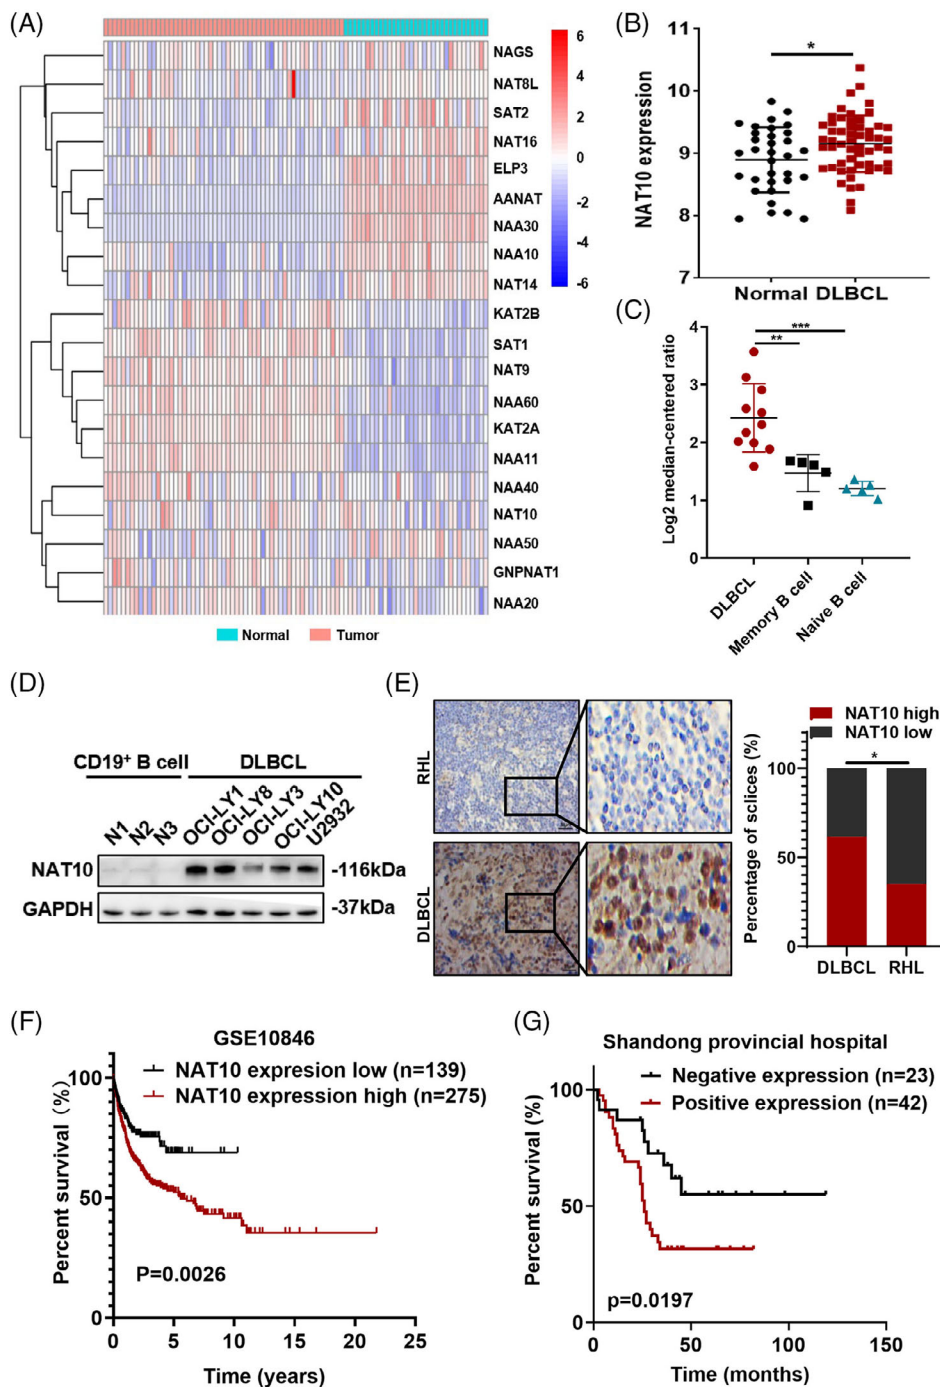 (A)
NAGS
NAT8L
SAT2
NAT16
ELP3
AANAT
NAA30
NAA10
NAT14
KAT2B
SAT1
NAT9
NAA60
KAT2A
NAA11
NAA40
NAT10
NAA50
GNPNAT1
NAA20
6
4
2
0
-2
-4
-6
Normal Tumor
(B)
NAT10 expression
11
10
9
8
7
*
Normal DLBCL
(C)
Log2 median-centered ratio
4
3
2
1
0
***
**
DLBCL
Memory B cell
Naive B cell
(D)
CD19+ B cell DLBCL
N1 N2 N3 OCI-LY1 OCI-LY8 OCI-LY3 OCI-LY10 U2932
NAT10 -116kDa
GAPDH -37kDa
(E)
RHL
DLBCL
NAT10 high
NAT10 low
Percentage of sclices (%)
100
50
0
*
DLBCL RHL
(F)
GSE10846
NAT10 expresion low (n=139)
NAT10 expression high (n=275)
Percent survival (%)
100
50
0
P=0.0026
0 5 10 15 20 25
Time (years)
(G)
Shandong provincial hospital
Negative expression (n=23)
Positive expression (n=42)
Percent survival (%)
100
50
0
p=0.0197
0 50 100 150
Time (months)